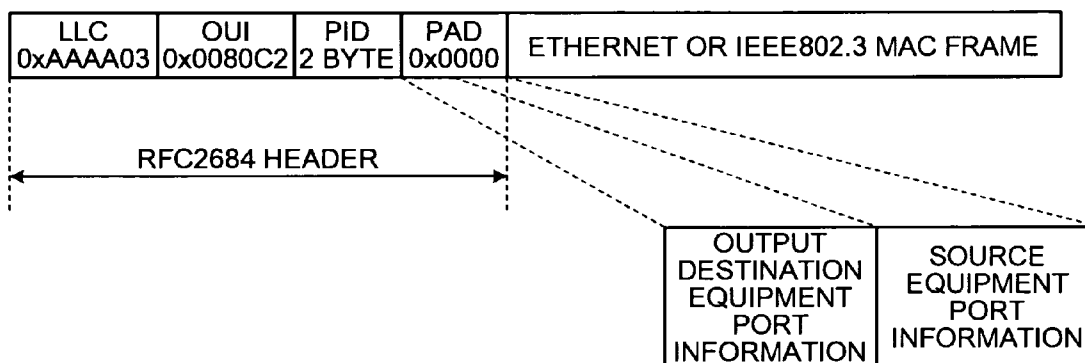 LLC
0xAAAA03
OUI
0x0080C2
PID
2 BYTE
PAD
0x0000
ETHERNET OR IEEE802.3 MAC FRAME
RFC2684 HEADER
OUTPUT
DESTINATION
EQUIPMENT
PORT
INFORMATION
SOURCE
EQUIPMENT
PORT
INFORMATION